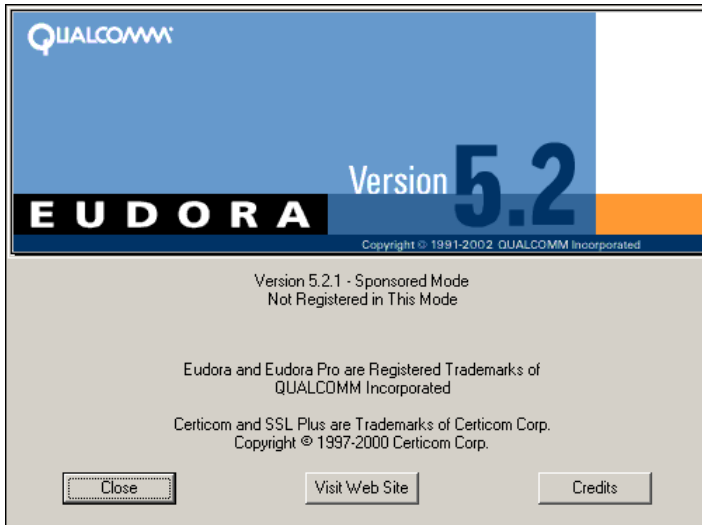 QUALCOMM
Version 5.2
EUDORA
Copyright © 1991-2002 QUALCOMM Incorporated
Version 5.2.1 - Sponsored Mode
Not Registered in This Mode
Eudora and Eudora Pro are Registered Trademarks of
QUALCOMM Incorporated
Certicom and SSL Plus are Trademarks of Certicom Corp.
Copyright © 1997-2000 Certicom Corp.
Close
Visit Web Site
Credits